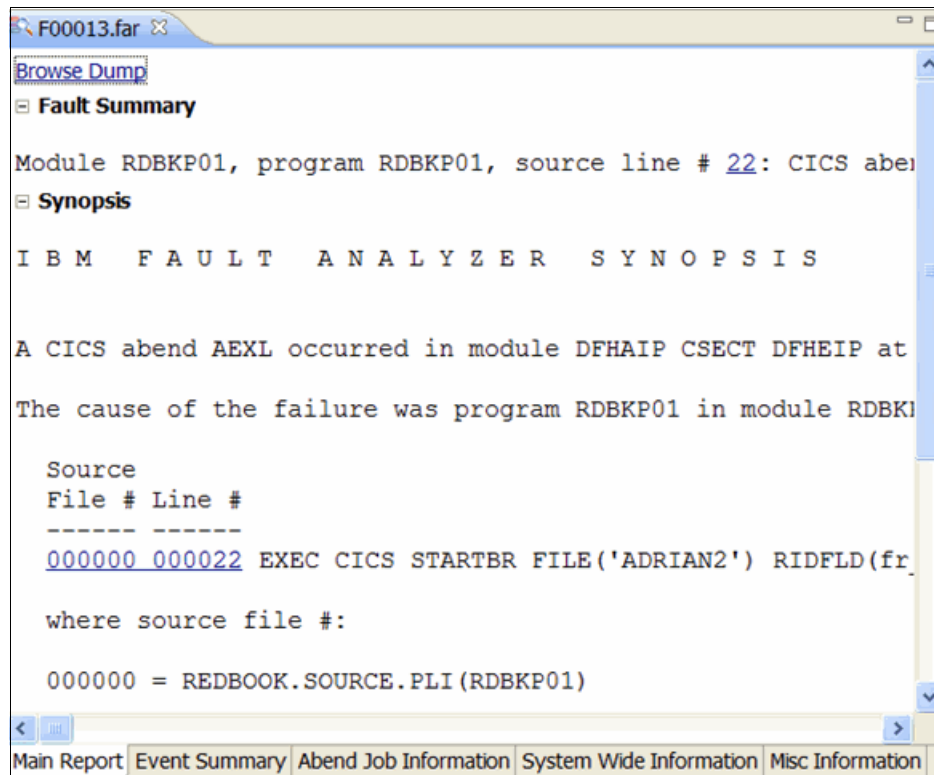 F00013.far
Browse Dump
Fault Summary
Module RDBKP01, program RDBKP01, source line # 22: CICS
Synopsis
I B M   F A U L T   A N A L Y Z E R   S Y N O P S I S
A CICS abend AEXL occurred in module DFHAIP CSECT DFHEIP at
The cause of the failure was program RDBKP01 in module
Source
File # Line #
------ ------
000000 000022 EXEC CICS STARTBR FILE('ADRIAN2') RIDFLD(fr_
where source file #:
000000 = REDBOOK.SOURCE.PLI(RDBKP01)
Main Report Event Summary Abend Job Information System Wide Information Misc Information